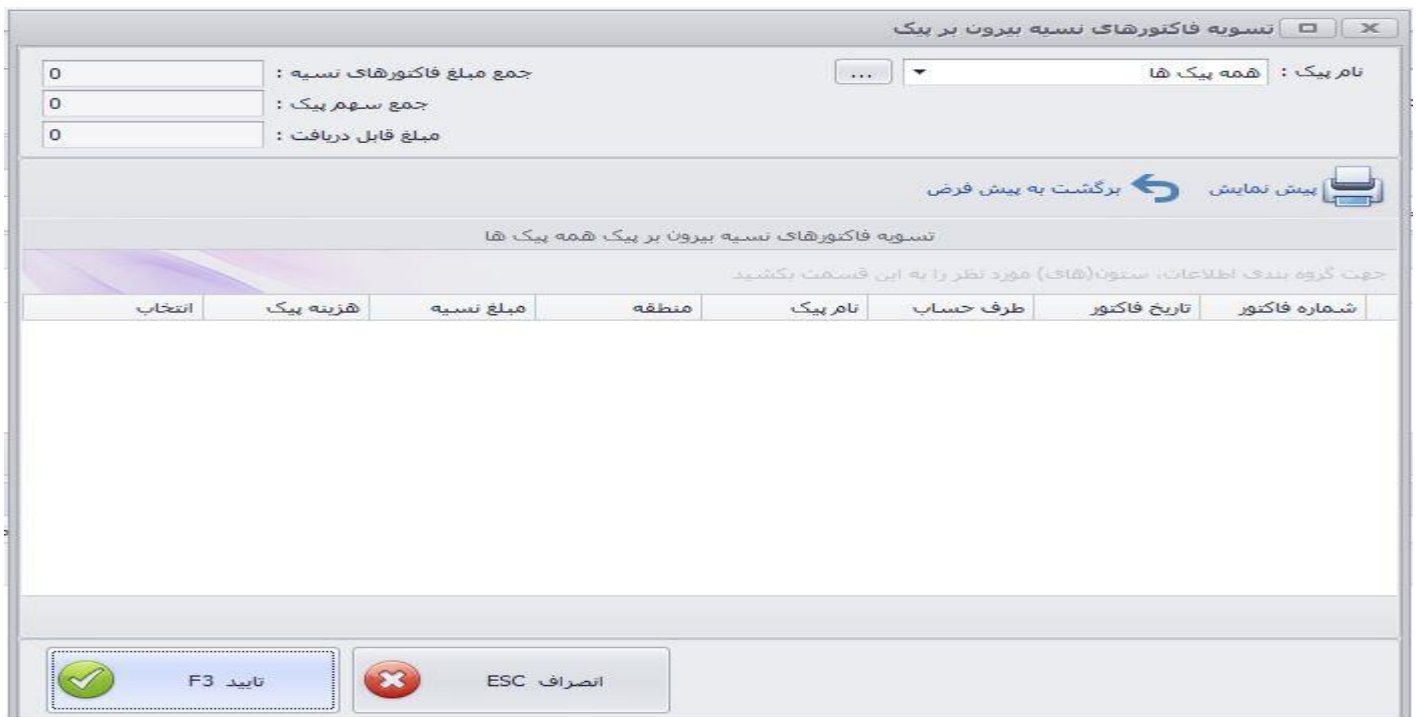 تسویه فاکتورهای نسیه بیرون بر پیک
نام پیک : همه پیک ها ... جمع مبلغ فاکتورهای نسیه : 0
جمع سهم پیک : 0
مبلغ قابل دریافت : 0
پیش نمایش برگشت به پیش فرض
تسویه فاکتورهای نسیه بیرون بر پیک همه پیک ها
جهت گروه بندی اطلاعات، ستون(های) مورد نظر را به این قسمت بکشید
شماره فاکتور تاریخ فاکتور طرف حساب نام پیک منطقه مبلغ نسیه هزینه پیک انتخاب
انصراف ESC تایید F3